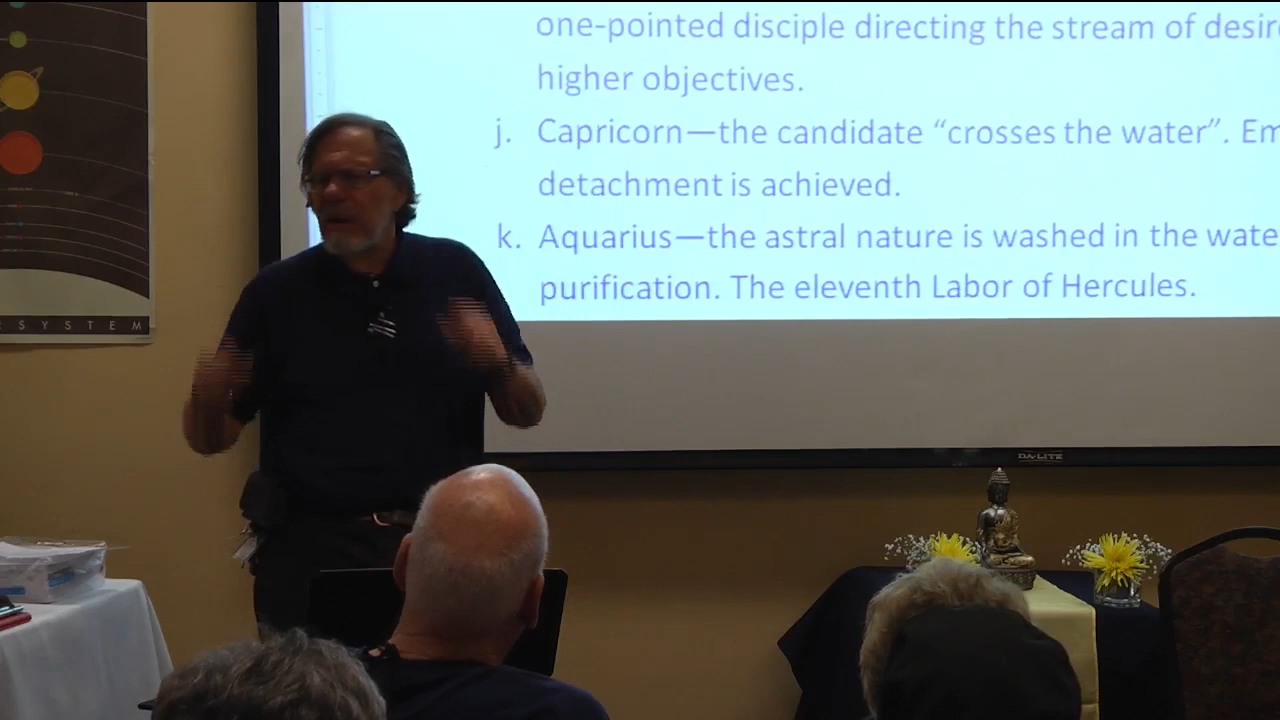 one-pointed disciple directing the stream of
higher objectives.
j. Capricorn—the candidate “crosses the water”.
detachment is achieved.
k. Aquarius—the astral nature is washed in the
purification. The eleventh Labor of Hercules.
SYSTEM
DA-LITE